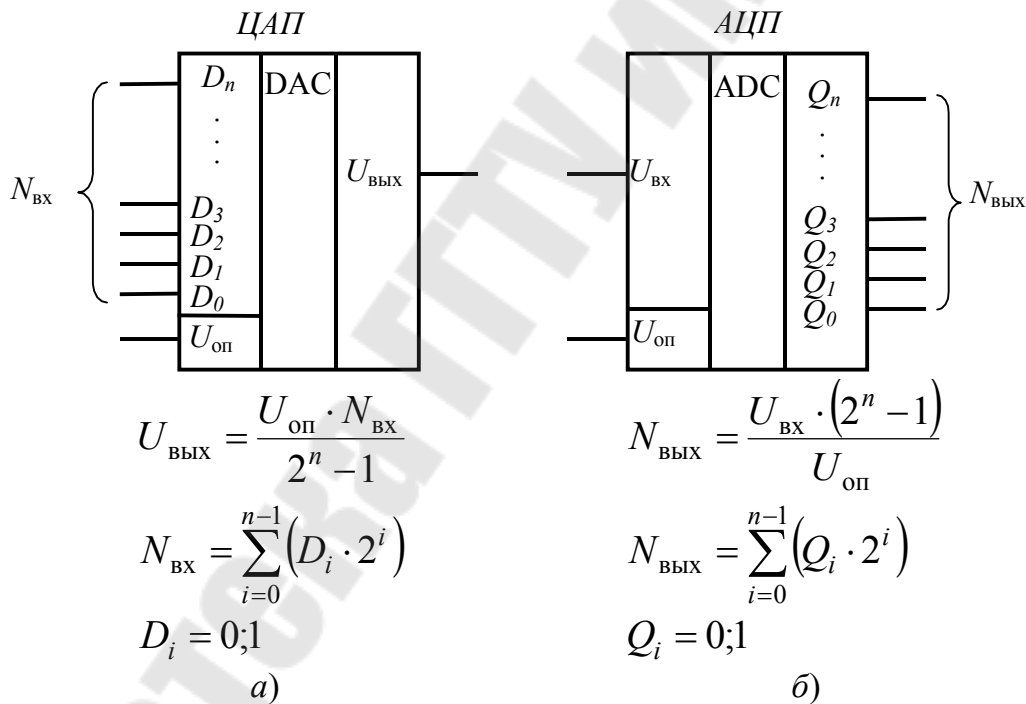 ЦАП
D_n
DAC
.
.
.
U_вых
N_вх
D_3
D_2
D_1
D_0
U_оп
U_вых = U_оп · N_вх / 2^n − 1
N_вх = ∑_{i=0}^{n−1} (D_i · 2^i)
D_i = 0;1
а)
АЦП
ADC
Q_n
.
.
.
U_вх
N_вых
Q_3
Q_2
Q_1
Q_0
U_оп
N_вых = U_вх · (2^n − 1) / U_оп
N_вых = ∑_{i=0}^{n−1} (Q_i · 2^i)
Q_i = 0;1
б)